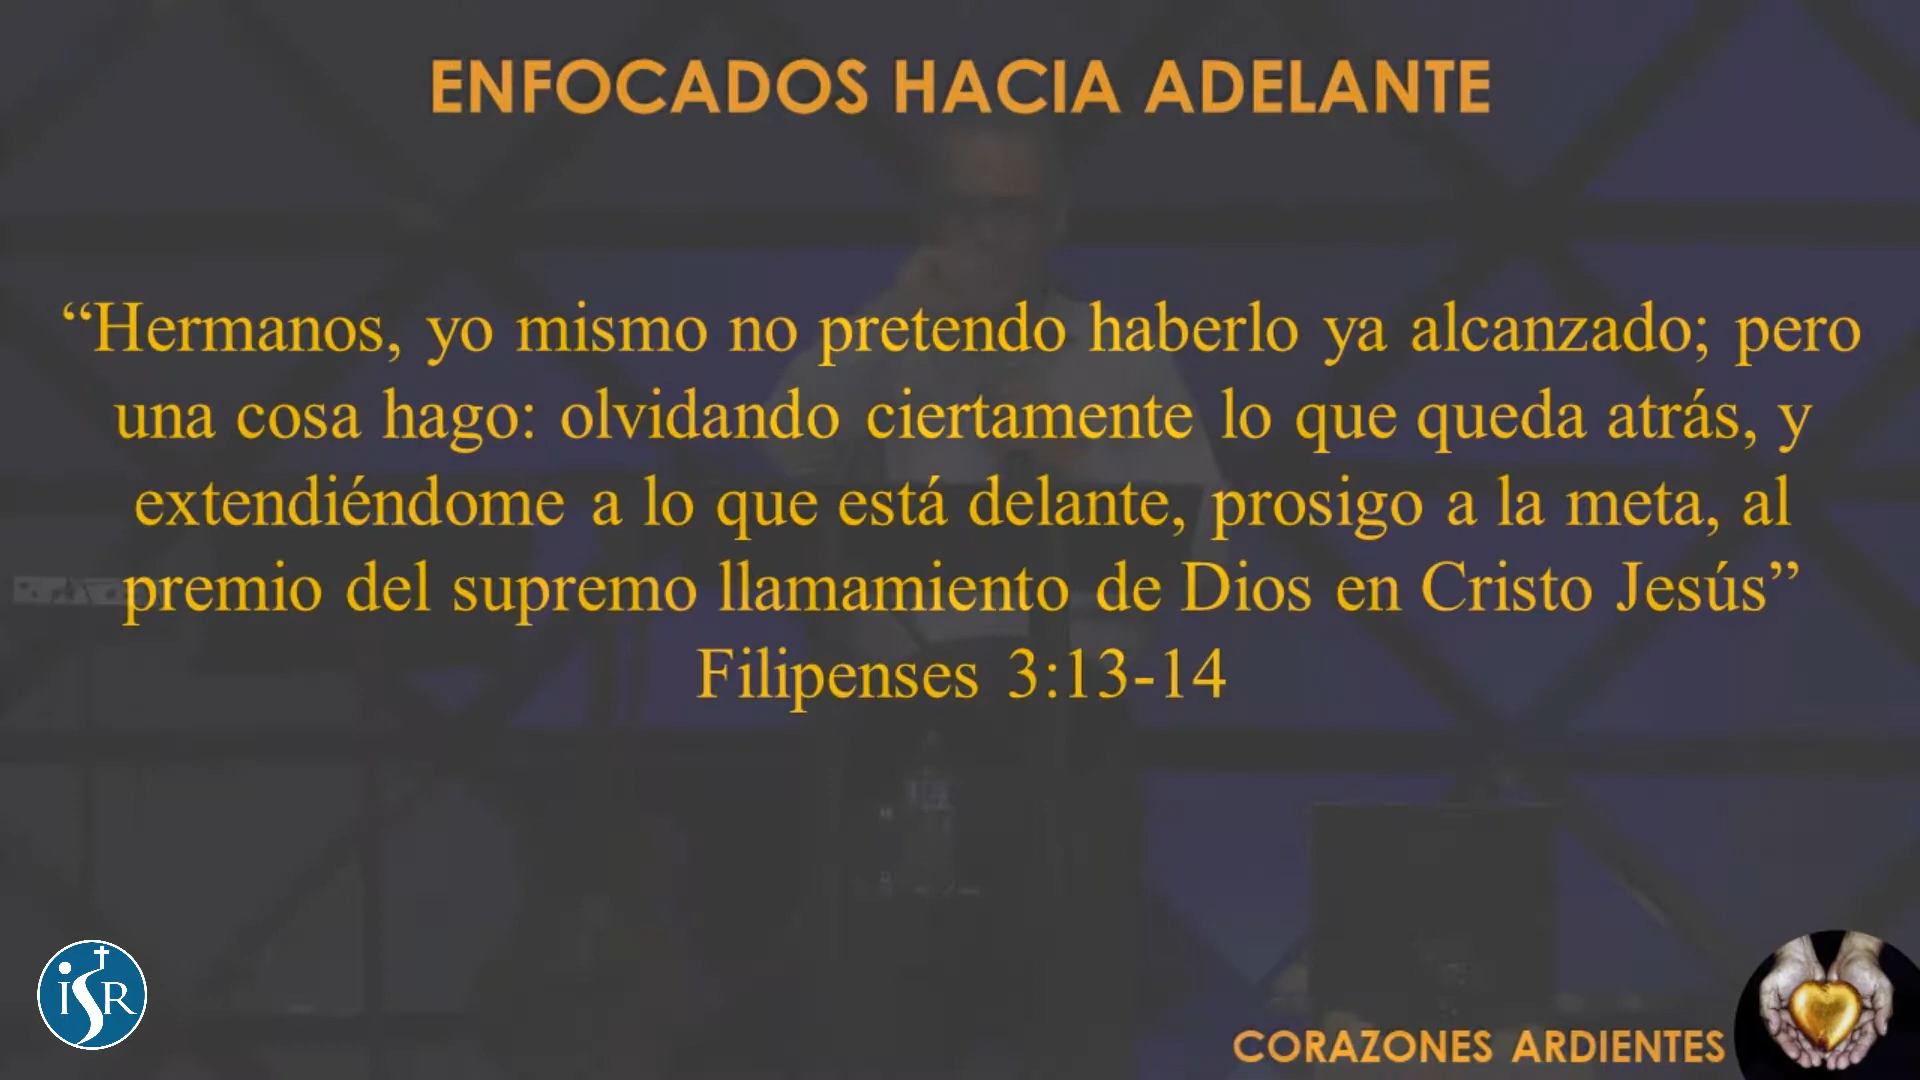 ENFOCADOS HACIA ADELANTE
“Hermanos, yo mismo no pretendo haberlo ya alcanzado; pero
una cosa hago: olvidando ciertamente lo que queda atrás, y
extendiéndome a lo que está delante, prosigo a la meta, al
premio del supremo llamamiento de Dios en Cristo Jesús”
Filipenses 3:13-14
iSR
CORAZONES ARDIENTES